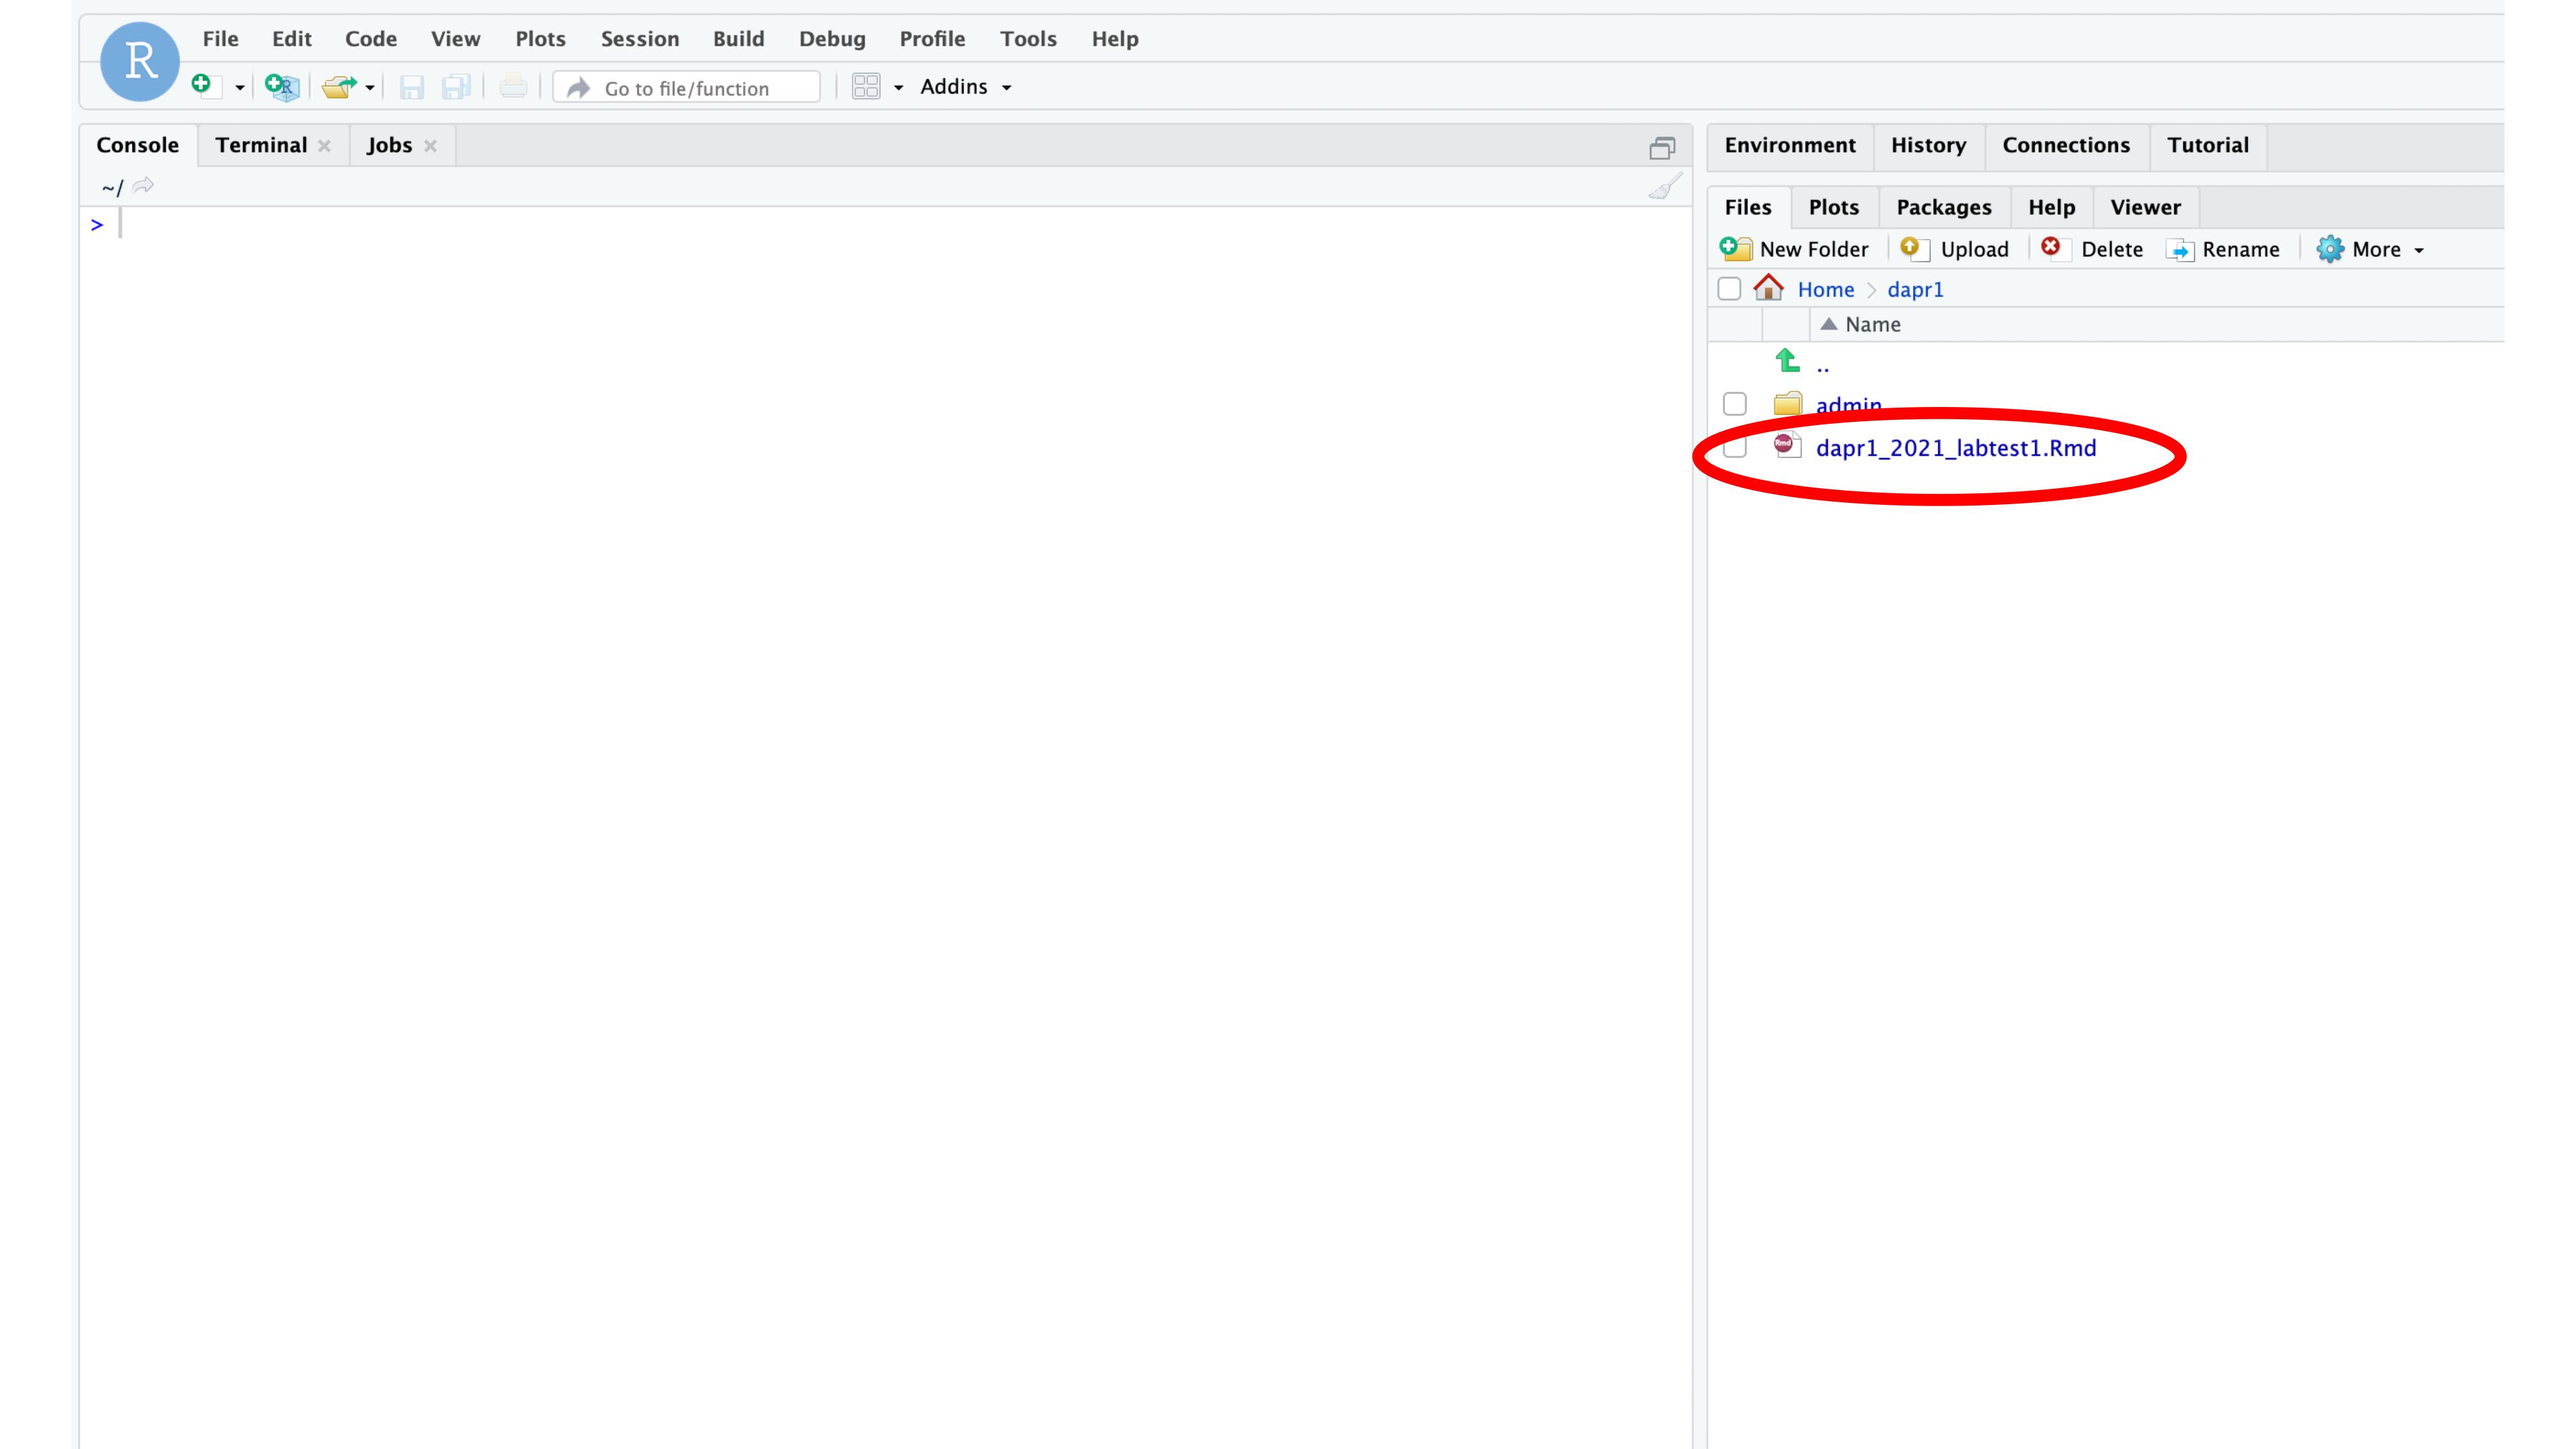 R
File Edit Code View Plots Session Build Debug Profile Tools Help
Go to file/function Addins
Console Terminal Jobs
~/
>
Environment History Connections Tutorial
Files Plots Packages Help Viewer
New Folder Upload Delete Rename More
Home > dapr1
Name
..
admin
Rmd dapr1_2021_labtest1.Rmd